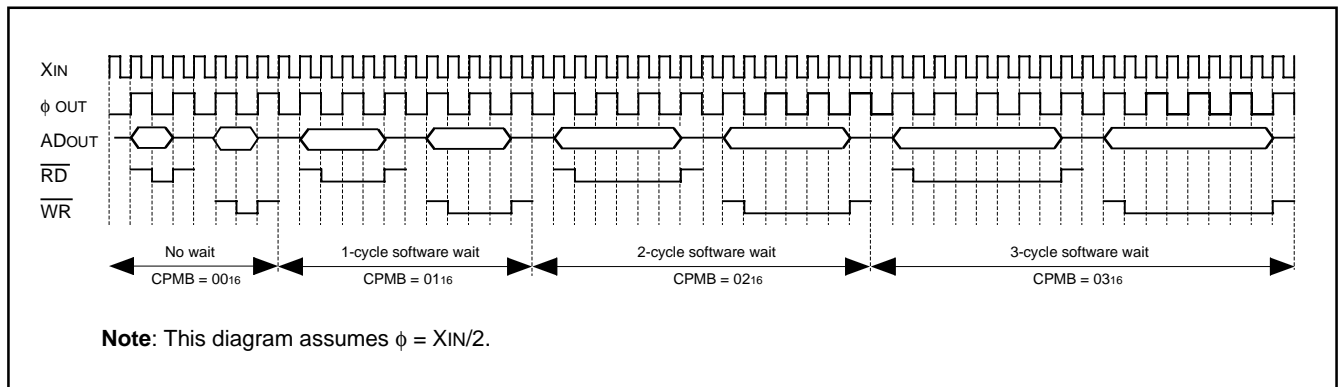 XIN
ϕ OUT
ADOUT
RD
WR
No wait
1-cycle software wait
2-cycle software wait
3-cycle software wait
CPMB = 0016
CPMB = 0116
CPMB = 0216
CPMB = 0316
Note: This diagram assumes ϕ = XIN/2.